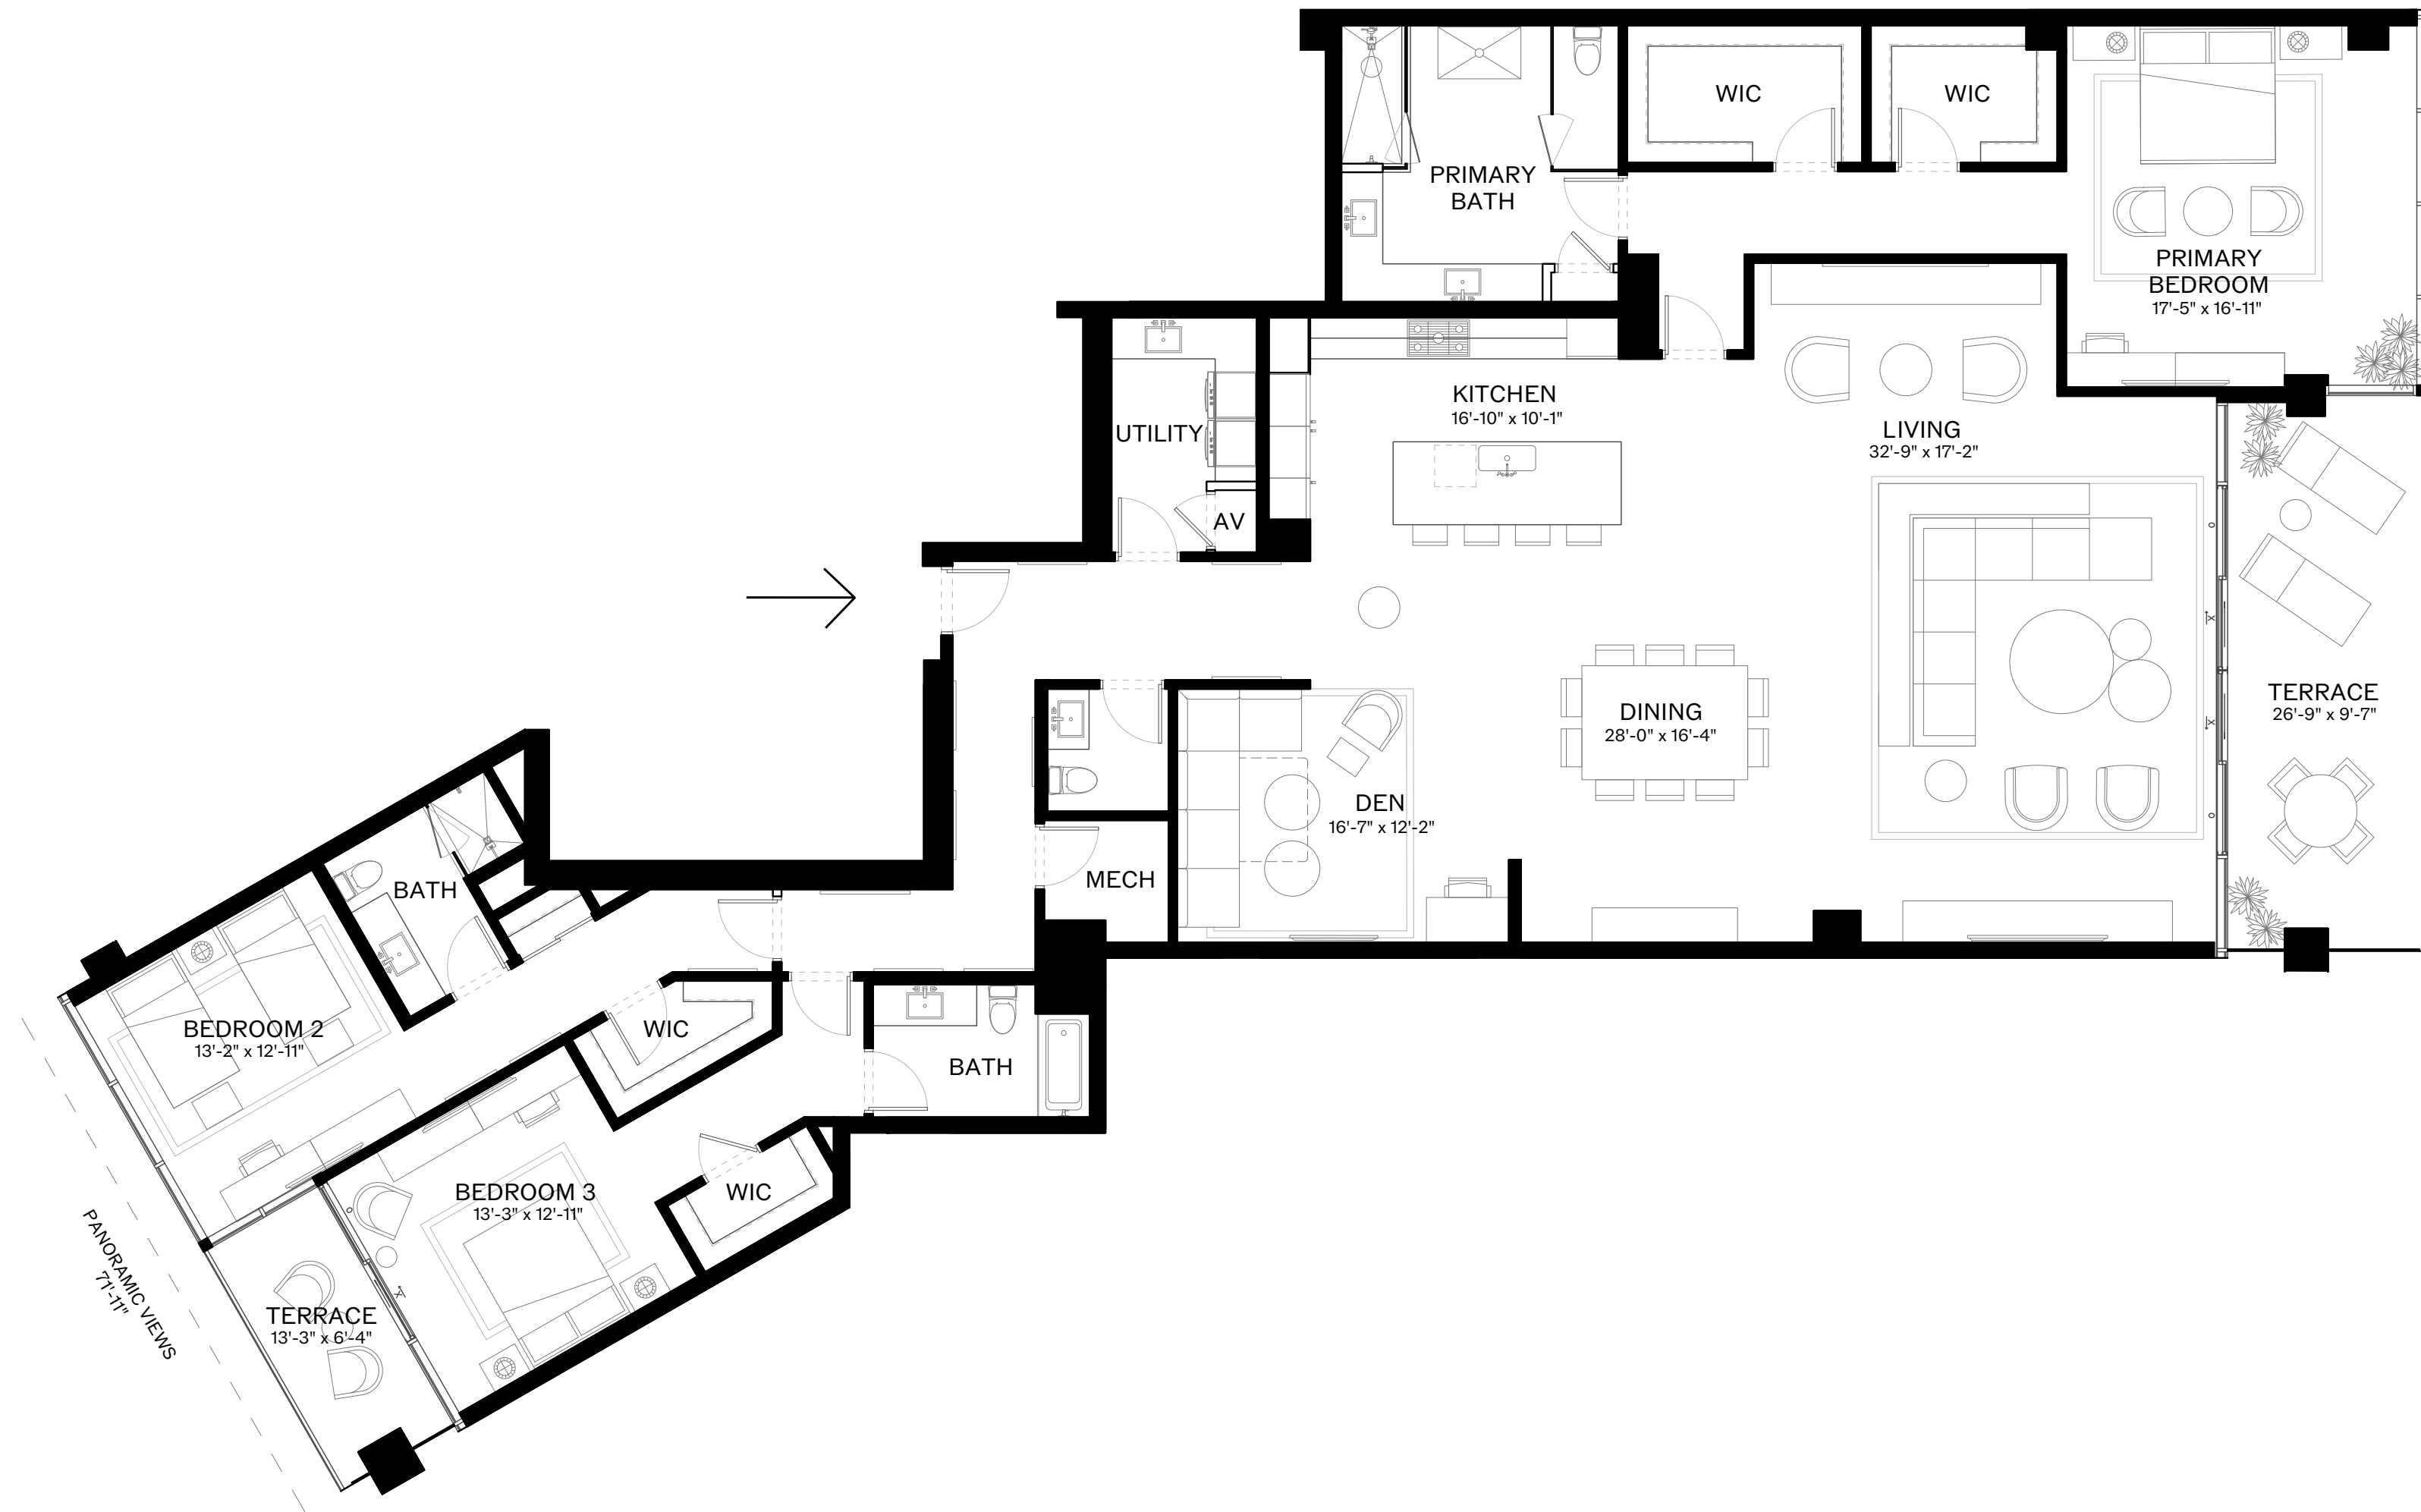 WIC
WIC
PRIMARY
BATH
PRIMARY
BEDROOM
17'-5" x 16'-11"
KITCHEN
16'-10" x 10'-1"
UTILITY
LIVING
32'-9" x 17'-2"
AV
TERRACE
26'-9" x 9'-7"
DINING
28'-0" x 16'-4"
DEN
16'-7" x 12'-2"
MECH
BATH
BEDROOM 2
13'-2" x 12'-11"
WIC
BATH
BEDROOM 3
13'-3" x 12'-11"
WIC
TERRACE
13'-3" x 6'-4"
PANORAMIC VIEWS
71'-11"